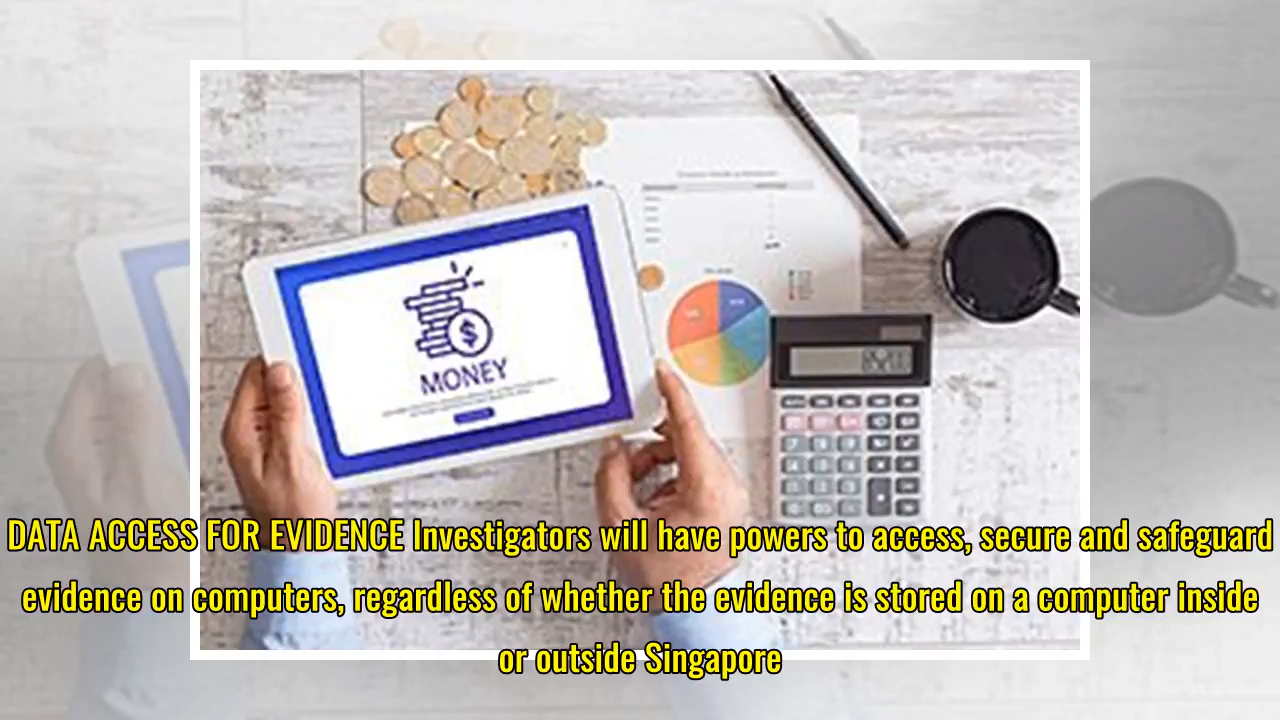 MONEY
DATA ACCESS FOR EVIDENCE Investigators will have powers to access, secure and safeguard
evidence on computers, regardless of whether the evidence is stored on a computer inside
or outside Singapore